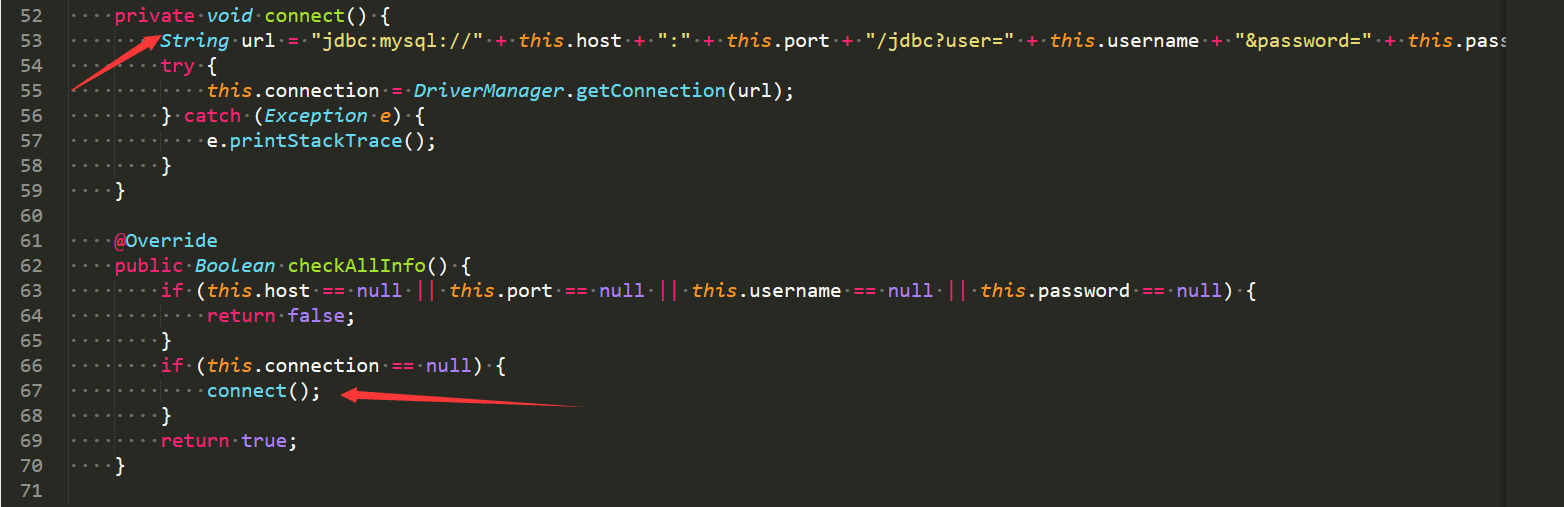 52 private void connect() {
53 String url = "jdbc:mysql://" + this.host + ":" + this.port + "/jdbc?user=" + this.username + "&password=" + this.pass
54 try {
55 this.connection = DriverManager.getConnection(url);
56 } catch (Exception e) {
57 e.printStackTrace();
58 }
59 }
60
61 @Override
62 public Boolean checkAllInfo() {
63 if (this.host == null || this.port == null || this.username == null || this.password == null) {
64 return false;
65 }
66 if (this.connection == null) {
67 connect();
68 }
69 return true;
70 }
71